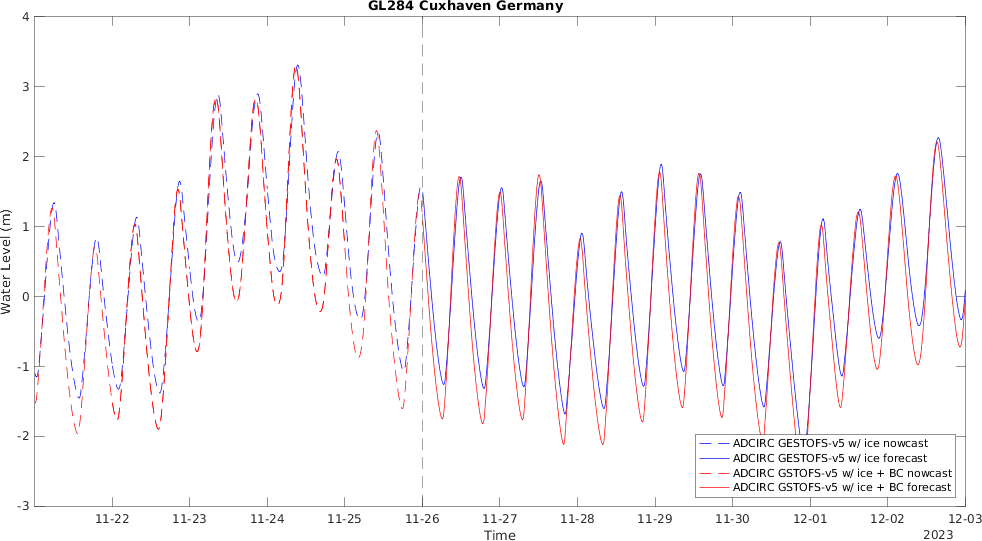 GL284 Cuxhaven Germany
4
3
2
1
0
-1
-2
-3
Water Level (m)
ADCIRC GESTOFS-v5 w/ ice nowcast
ADCIRC GESTOFS-v5 w/ ice forecast
ADCIRC GSTOFS-v5 w/ ice + BC nowcast
ADCIRC GSTOFS-v5 w/ ice + BC forecast
11-22 11-23 11-24 11-25 11-26 11-27 11-28 11-29 11-30 12-01 12-02 12-03
Time
2023